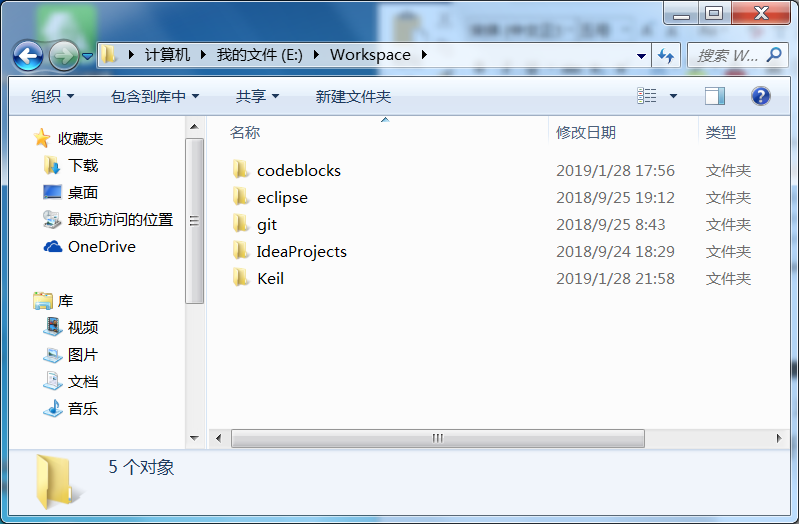 计算机 我的文件 (E:) Workspace
搜索 W...
组织 包含到库中 共享 新建文件夹
收藏夹
下载
桌面
最近访问的位置
OneDrive
库
视频
图片
文档
音乐
名称 修改日期 类型
codeblocks 2019/1/28 17:56 文件夹
eclipse 2018/9/25 19:12 文件夹
git 2018/9/25 8:43 文件夹
IdeaProjects 2018/9/24 18:29 文件夹
Keil 2019/1/28 21:58 文件夹
5 个对象